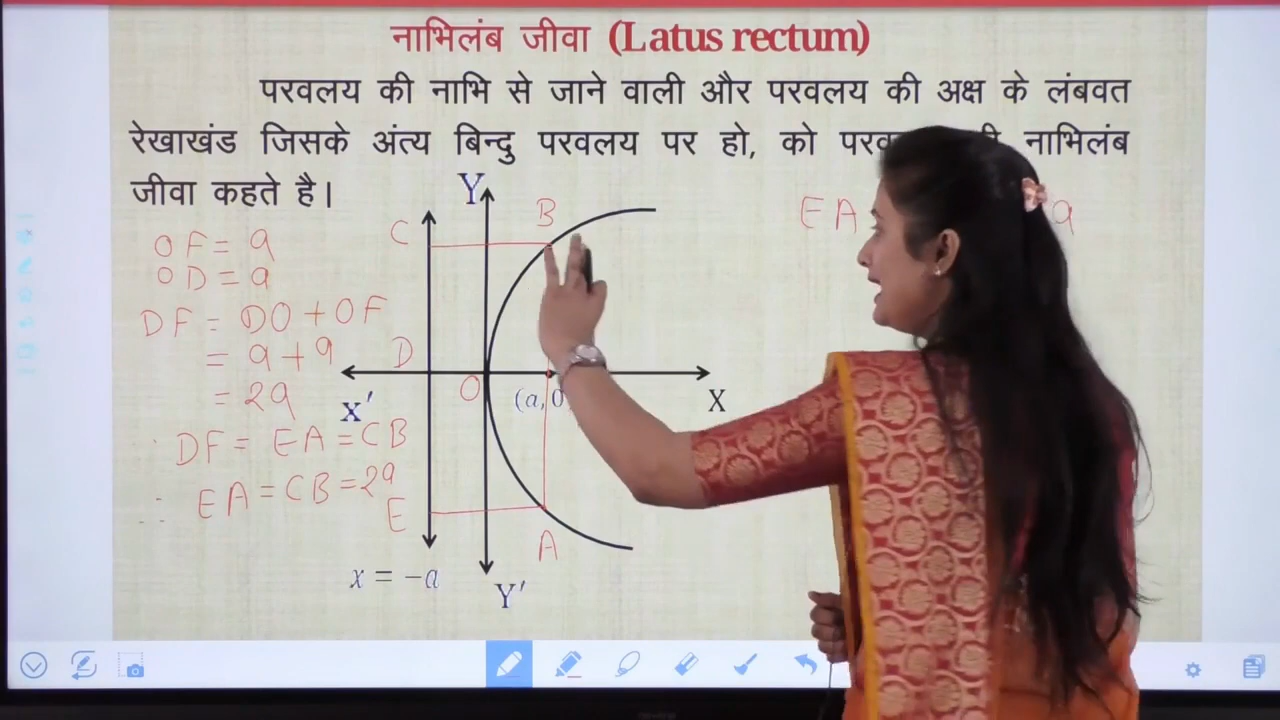 नाभिलंब जीवा (Latus rectum)
परवलय की नाभि से जाने वाली और परवलय की अक्ष के लंबवत
रेखाखंड जिसके अंत्य बिन्दु परवलय पर हो, को नाभिलंब
जीवा कहते है।
OF = a
OD = a
DF = DO + OF
= a + a
= 2a
∵ DF = EA = CB
∴ EA = CB = 2a
Y
B
C
D
O
(a, 0
X
X'
E
A
x = -a
Y'
EA
a